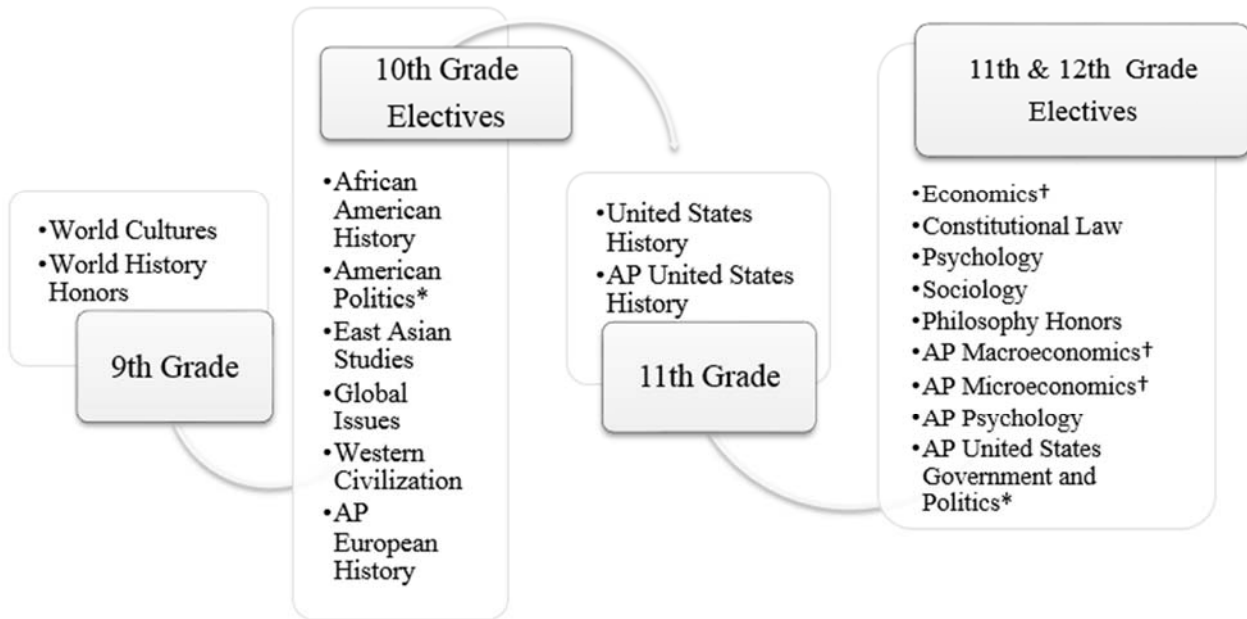 •World Cultures
•World History
Honors
9th Grade
10th Grade
Electives
•African
American
History
•American
Politics*
•East Asian
Studies
•Global
Issues
•Western
Civilization
•AP
European
History
•United States
History
•AP United States
History
11th Grade
11th & 12th Grade
Electives
•Economics†
•Constitutional Law
•Psychology
•Sociology
•Philosophy Honors
•AP Macroeconomics†
•AP Microeconomics†
•AP Psychology
•AP United States
Government and
Politics*